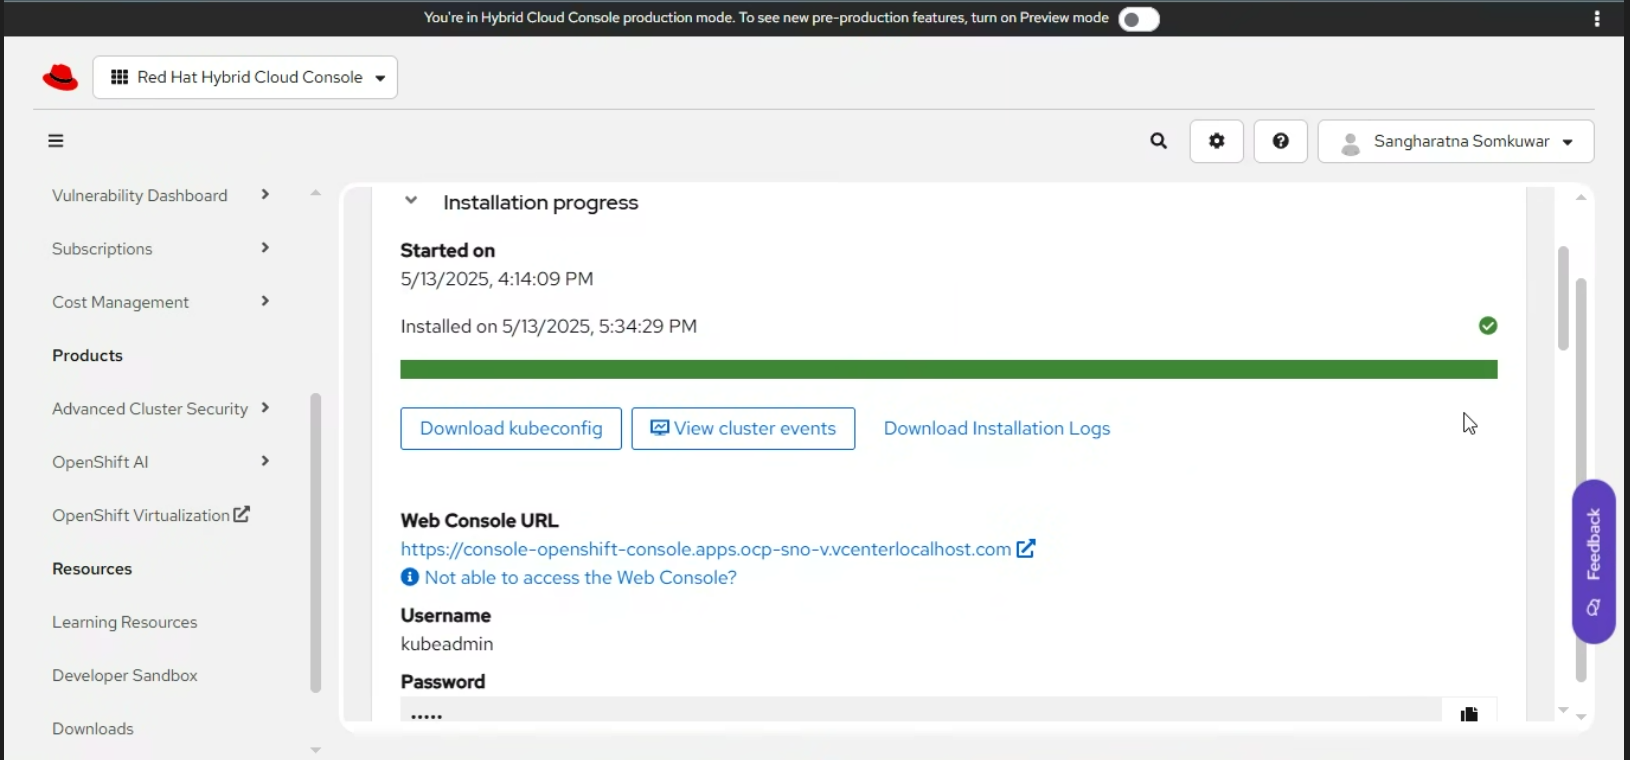 You're in Hybrid Cloud Console production mode. To see new pre-production features, turn on Preview mode
Red Hat Hybrid Cloud Console
Sangharatna Somkuwar
Vulnerability Dashboard
Subscriptions
Cost Management
Products
Advanced Cluster Security
OpenShift AI
OpenShift Virtualization
Resources
Learning Resources
Developer Sandbox
Downloads
Installation progress
Started on
5/13/2025, 4:14:09 PM
Installed on 5/13/2025, 5:34:29 PM
Download kubeconfig
View cluster events
Download Installation Logs
Web Console URL
https://console-openshift-console.apps.ocp-sno-v.vcenterlocalhost.com
Not able to access the Web Console?
Username
kubeadmin
Password
•••••
Feedback